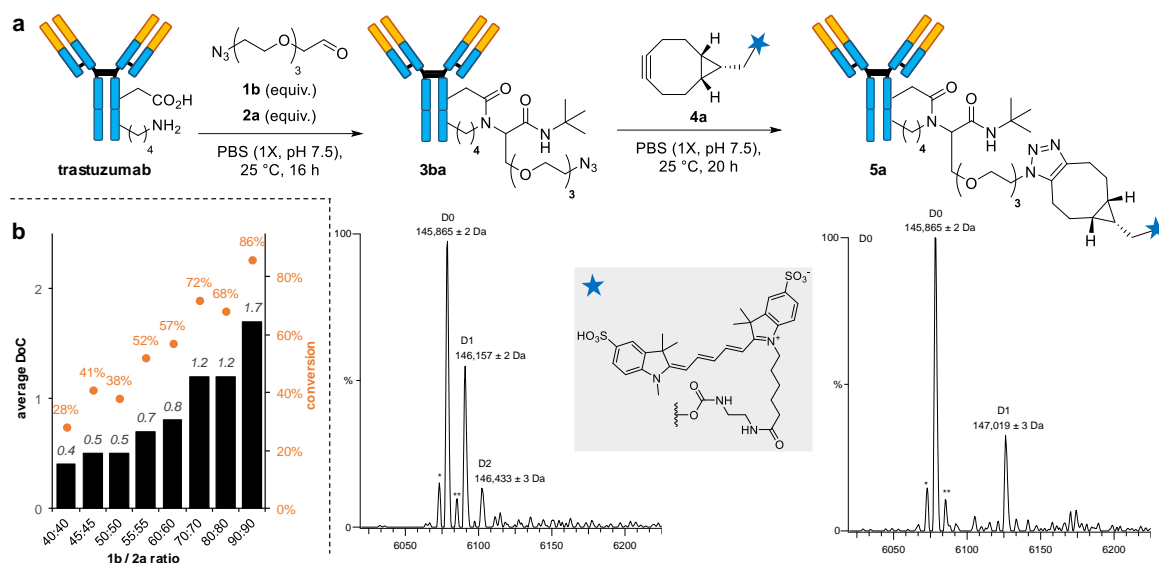 a
N3
O
O
3
1b (equiv.)
2a (equiv.)
PBS (1X, pH 7.5),
25 °C, 16 h
CO2H
NH2
4
trastuzumab
O
N
O
N
H
4
O
N3
3
3ba
H
H
4a
PBS (1X, pH 7.5),
25 °C, 20 h
O
N
O
N
H
4
O
3
N
N
N
H
H
5a
b
average DoC
0
1
2
28%
41%
38%
52%
57%
72%
68%
86%
0.4
0.5
0.5
0.7
0.8
1.2
1.2
1.7
0%
20%
40%
60%
80%
conversion
40:40
45:45
50:50
55:55
60:60
70:70
80:80
90:90
1b / 2a ratio
100
%
0
D0
145,865 ± 2 Da
D1
146,157 ± 2 Da
D2
146,433 ± 3 Da
*
**
6050
6100
6150
6200
SO3-
HO3S
N
N+
O
O
NH
NH
O
100
%
0
D0
D0
145,865 ± 2 Da
D1
147,019 ± 3 Da
*
**
6050
6100
6150
6200